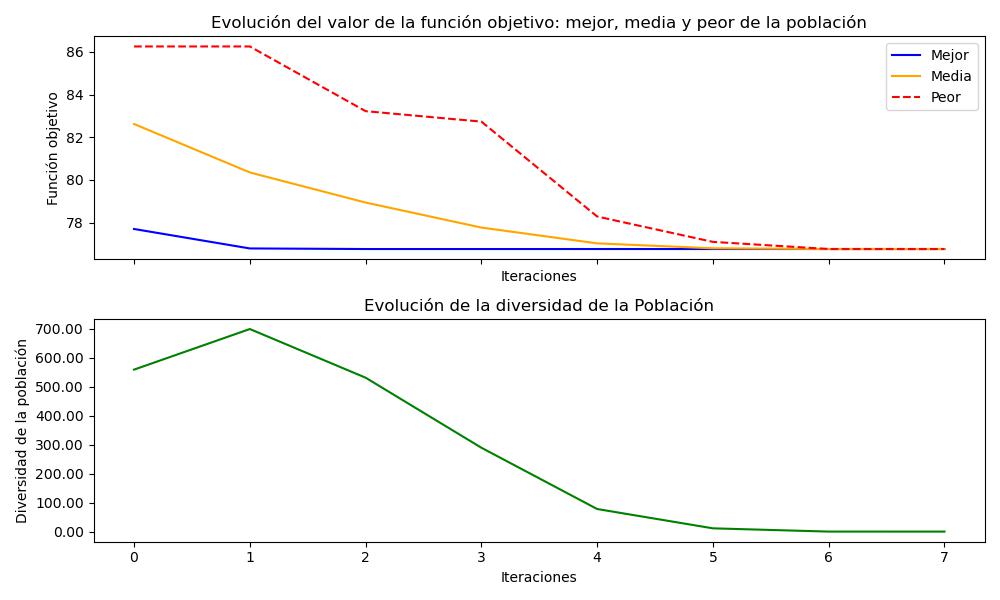 Evolución del valor de la función objetivo: mejor, media y peor de la población
86
84
82
80
78
Función objetivo
Mejor
Media
Peor
Iteraciones
Evolución de la diversidad de la Población
700.00
600.00
500.00
400.00
300.00
200.00
100.00
0.00
Diversidad de la población
0 1 2 3 4 5 6 7
Iteraciones